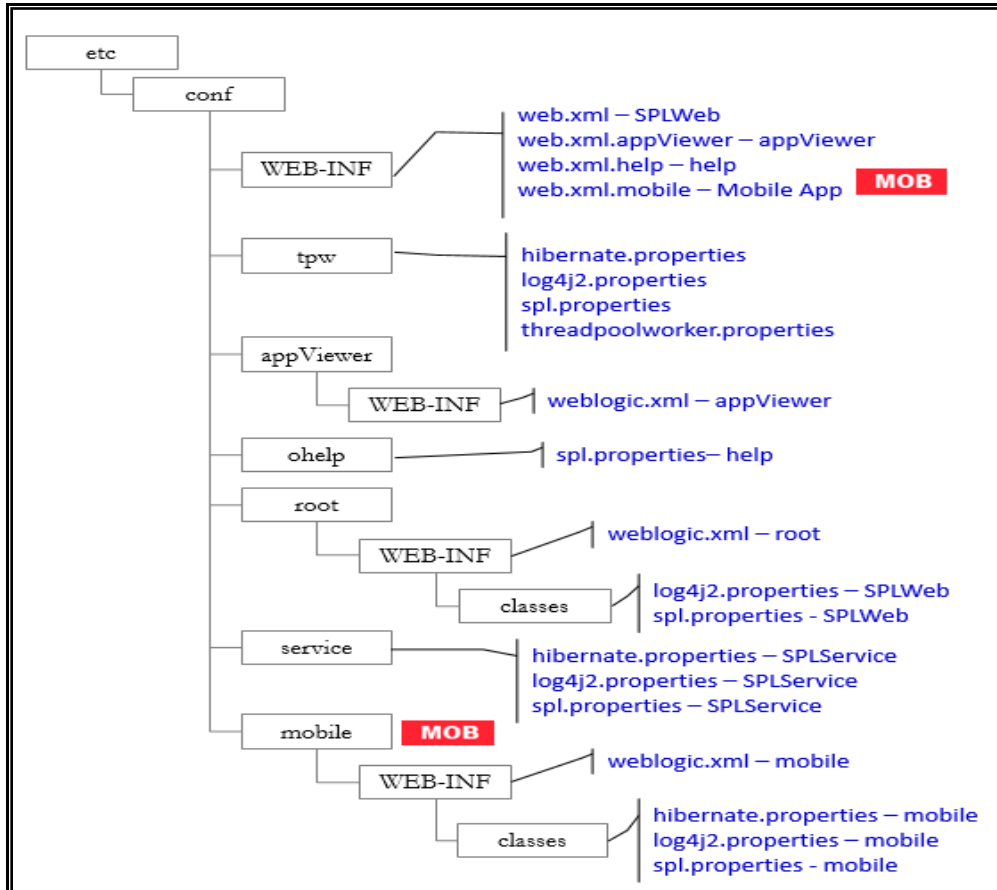 etc
conf
WEB-INF
web.xml – SPLWeb
web.xml.appViewer – appViewer
web.xml.help – help
web.xml.mobile – Mobile App MOB
tpw
hibernate.properties
log4j2.properties
spl.properties
threadpoolworker.properties
appViewer
WEB-INF
weblogic.xml – appViewer
ohelp
spl.properties– help
root
WEB-INF
weblogic.xml – root
classes
log4j2.properties – SPLWeb
spl.properties - SPLWeb
service
hibernate.properties – SPLService
log4j2.properties – SPLService
spl.properties – SPLService
mobile MOB
WEB-INF
weblogic.xml – mobile
classes
hibernate.properties – mobile
log4j2.properties – mobile
spl.properties - mobile